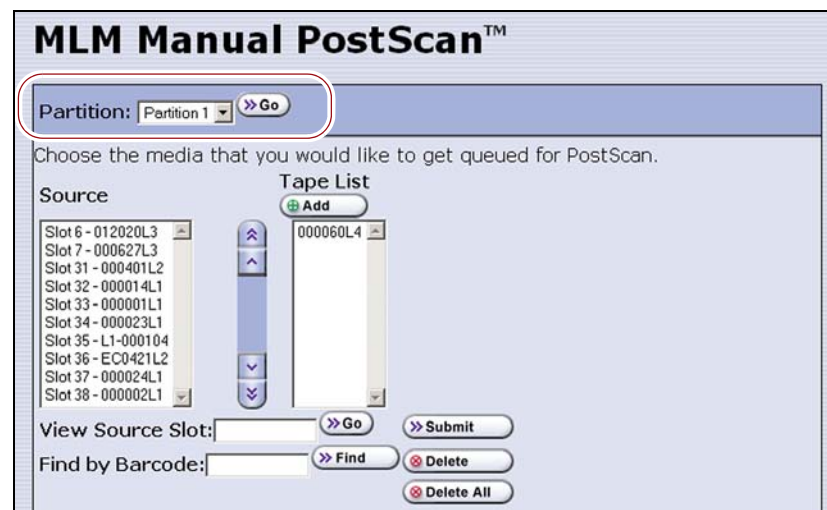 MLM Manual PostScan™
Partition: Partition 1 Go
Choose the media that you would like to get queued for PostScan.
Source
Tape List
Add
Slot 6 - 012020L3
Slot 7 - 000627L3
Slot 31 - 000401L2
Slot 32 - 000014L1
Slot 33 - 000001L1
Slot 34 - 000023L1
Slot 35 - L1-000104
Slot 36 - EC0421L2
Slot 37 - 000024L1
Slot 38 - 000002L1
000060L4
View Source Slot: Go
Submit
Find by Barcode: Find
Delete
Delete All